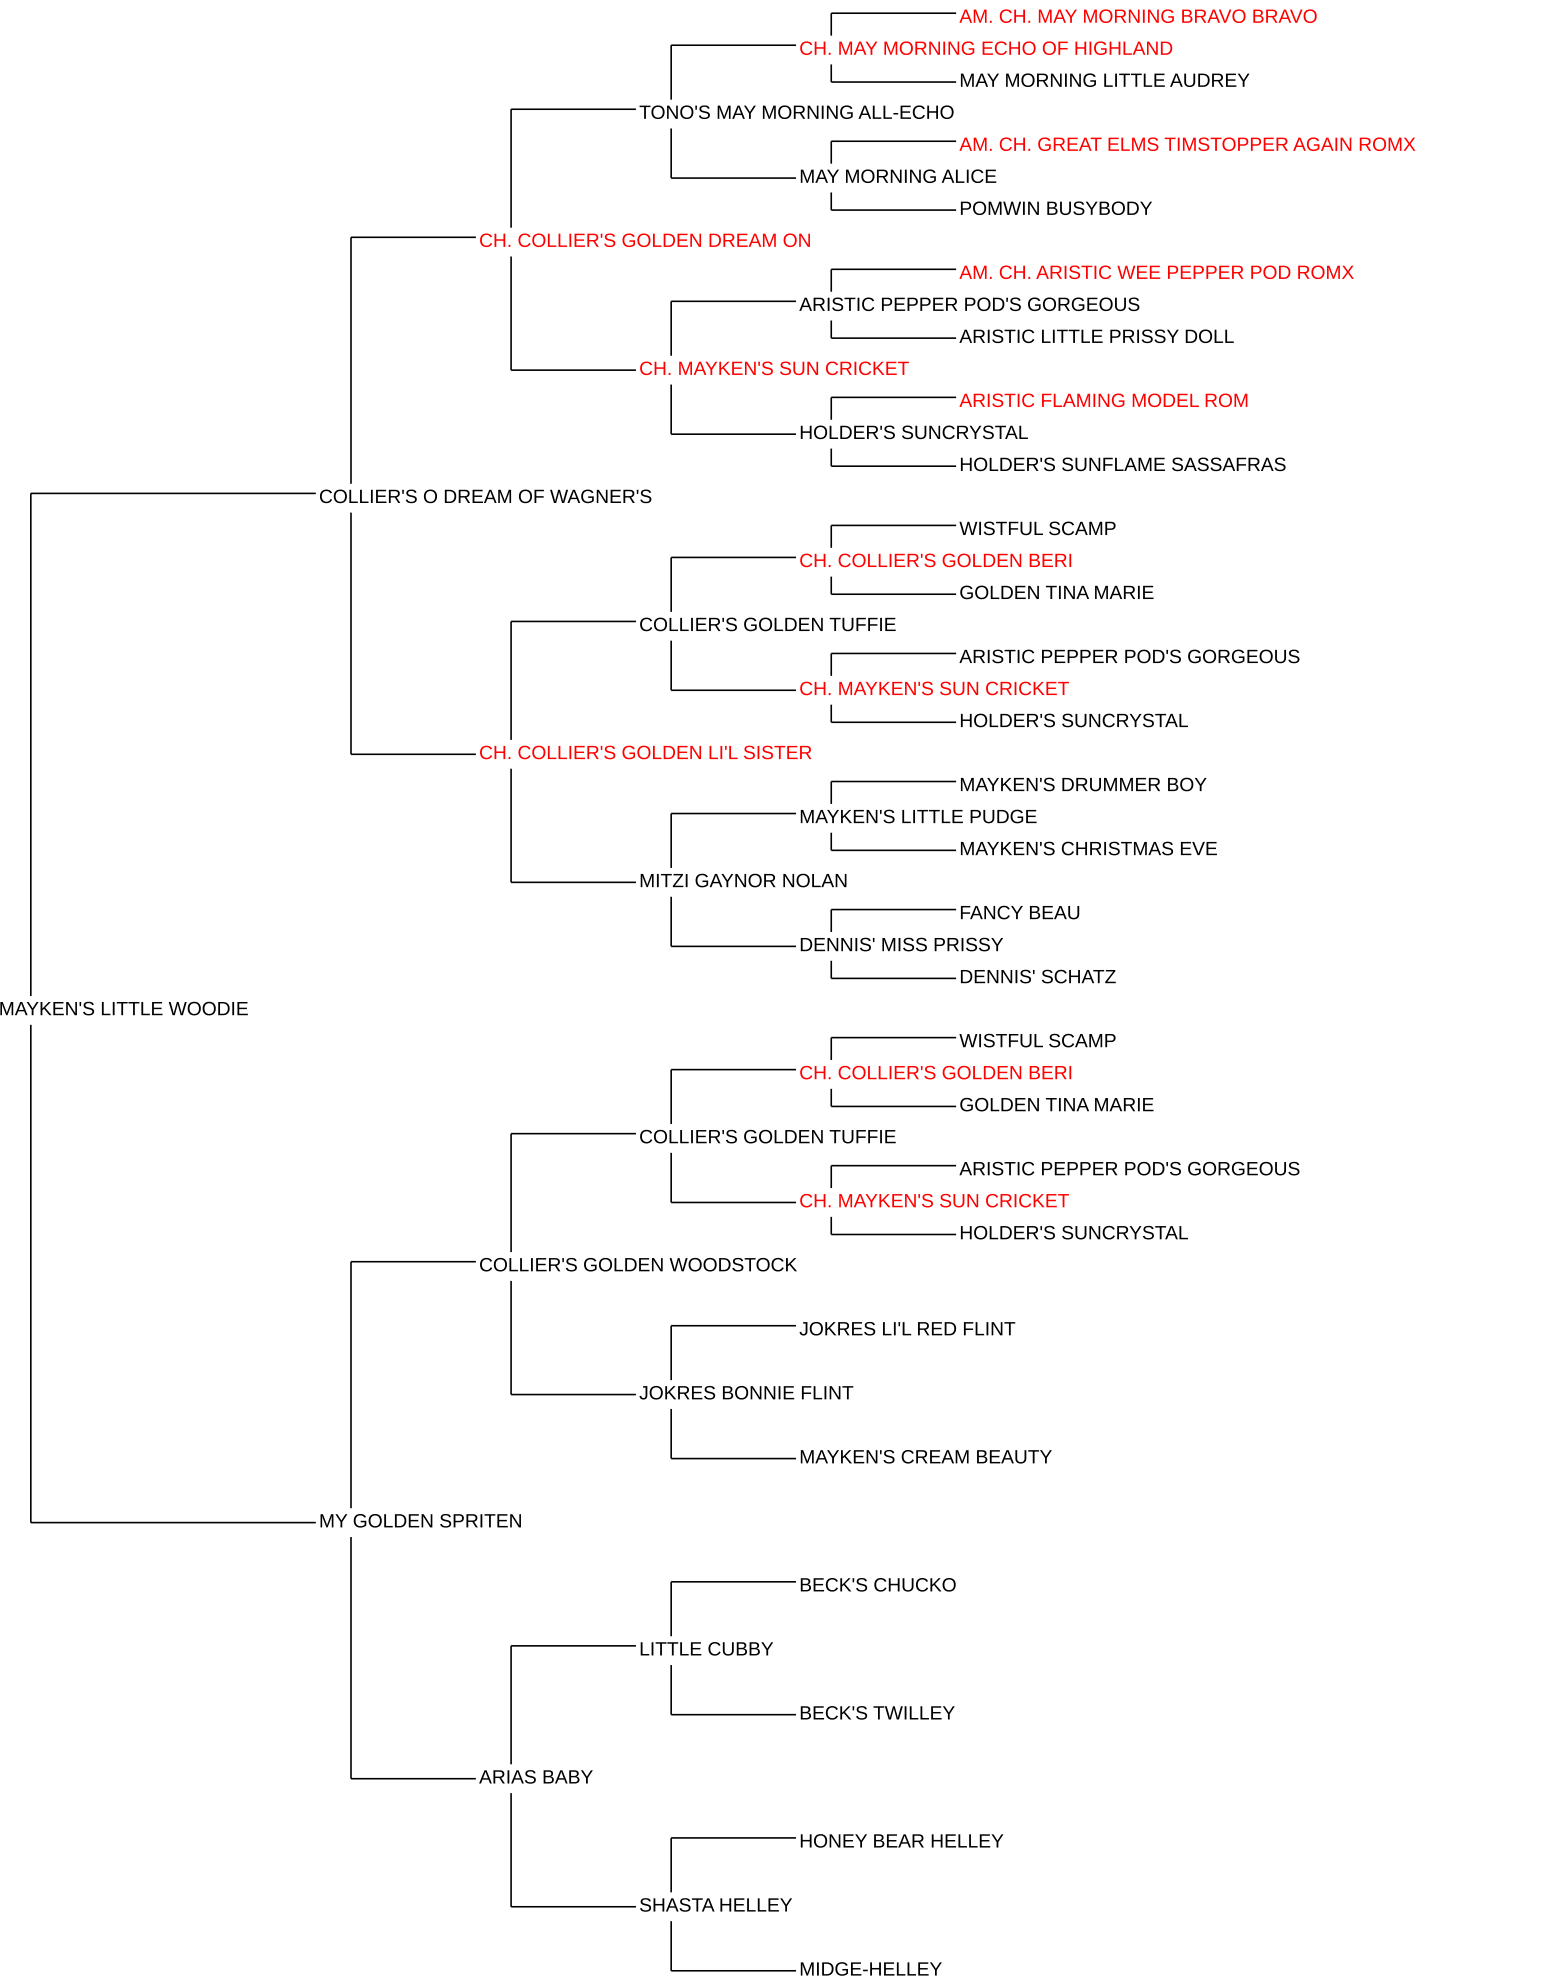 AM. CH. MAY MORNING BRAVO BRAVO
CH. MAY MORNING ECHO OF HIGHLAND
MAY MORNING LITTLE AUDREY
TONO'S MAY MORNING ALL-ECHO
AM. CH. GREAT ELMS TIMSTOPPER AGAIN ROMX
MAY MORNING ALICE
POMWIN BUSYBODY
CH. COLLIER'S GOLDEN DREAM ON
AM. CH. ARISTIC WEE PEPPER POD ROMX
ARISTIC PEPPER POD'S GORGEOUS
ARISTIC LITTLE PRISSY DOLL
CH. MAYKEN'S SUN CRICKET
ARISTIC FLAMING MODEL ROM
HOLDER'S SUNCRYSTAL
HOLDER'S SUNFLAME SASSAFRAS
COLLIER'S O DREAM OF WAGNER'S
WISTFUL SCAMP
CH. COLLIER'S GOLDEN BERI
GOLDEN TINA MARIE
COLLIER'S GOLDEN TUFFIE
ARISTIC PEPPER POD'S GORGEOUS
CH. MAYKEN'S SUN CRICKET
HOLDER'S SUNCRYSTAL
CH. COLLIER'S GOLDEN LI'L SISTER
MAYKEN'S DRUMMER BOY
MAYKEN'S LITTLE PUDGE
MAYKEN'S CHRISTMAS EVE
MITZI GAYNOR NOLAN
FANCY BEAU
DENNIS' MISS PRISSY
DENNIS' SCHATZ
MAYKEN'S LITTLE WOODIE
WISTFUL SCAMP
CH. COLLIER'S GOLDEN BERI
GOLDEN TINA MARIE
COLLIER'S GOLDEN TUFFIE
ARISTIC PEPPER POD'S GORGEOUS
CH. MAYKEN'S SUN CRICKET
HOLDER'S SUNCRYSTAL
COLLIER'S GOLDEN WOODSTOCK
JOKRES LI'L RED FLINT
JOKRES BONNIE FLINT
MAYKEN'S CREAM BEAUTY
MY GOLDEN SPRITEN
BECK'S CHUCKO
LITTLE CUBBY
BECK'S TWILLEY
ARIAS BABY
HONEY BEAR HELLEY
SHASTA HELLEY
MIDGE-HELLEY